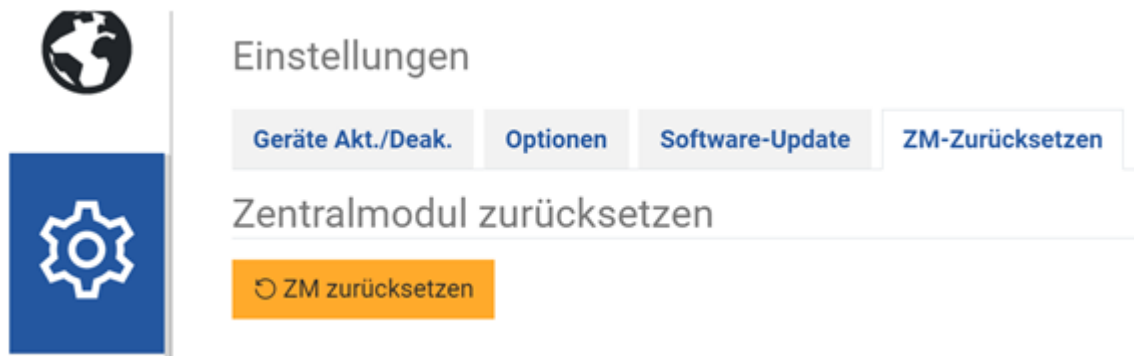 Einstellungen
Geräte Akt./Deak. Optionen Software-Update ZM-Zurücksetzen
Zentralmodul zurücksetzen
ZM zurücksetzen